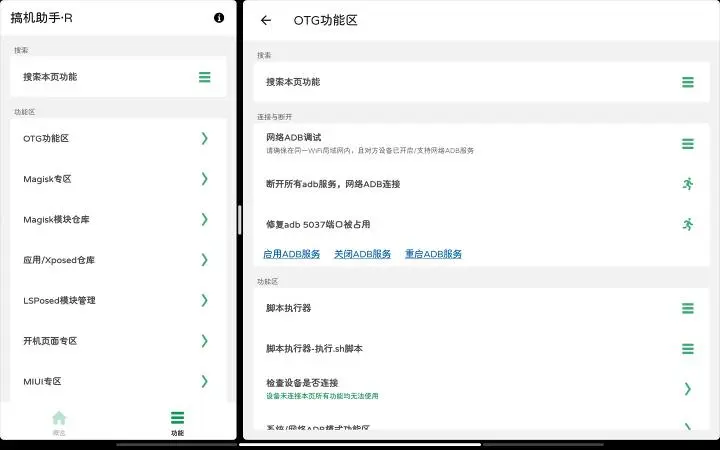 搞机助手·R
搜索
搜索本页功能
功能区
OTG功能区
Magisk专区
Magisk模块仓库
应用/Xposed仓库
LSPosed模块管理
开机页面专区
MIUI专区
概览
功能
OTG功能区
搜索
搜索本页功能
连接与断开
网络ADB调试
请确保在同一WiFi局域网内，且对方设备已开启/支持网络ADB服务
断开所有adb服务，网络ADB连接
修复adb 5037端口被占用
启用ADB服务 关闭ADB服务 重启ADB服务
功能区
脚本执行器
脚本执行器-执行.sh脚本
检查设备是否连接
设备未连接本页所有功能均无法使用
系统/网络ADB模式功能区